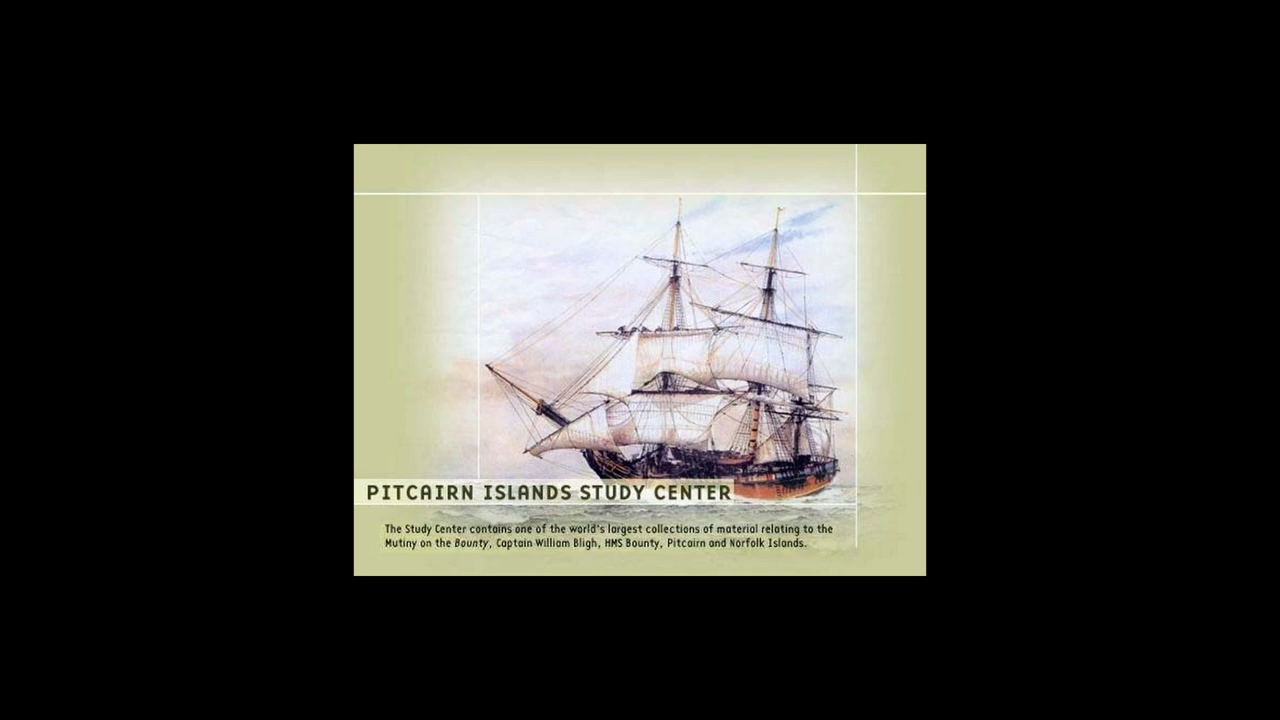 PITCAIRN ISLANDS STUDY CENTER
The Study Center contains one of the world's largest collections of material relating to the
Mutiny on the Bounty, Captain William Bligh, HMS Bounty, Pitcairn and Norfolk Islands.